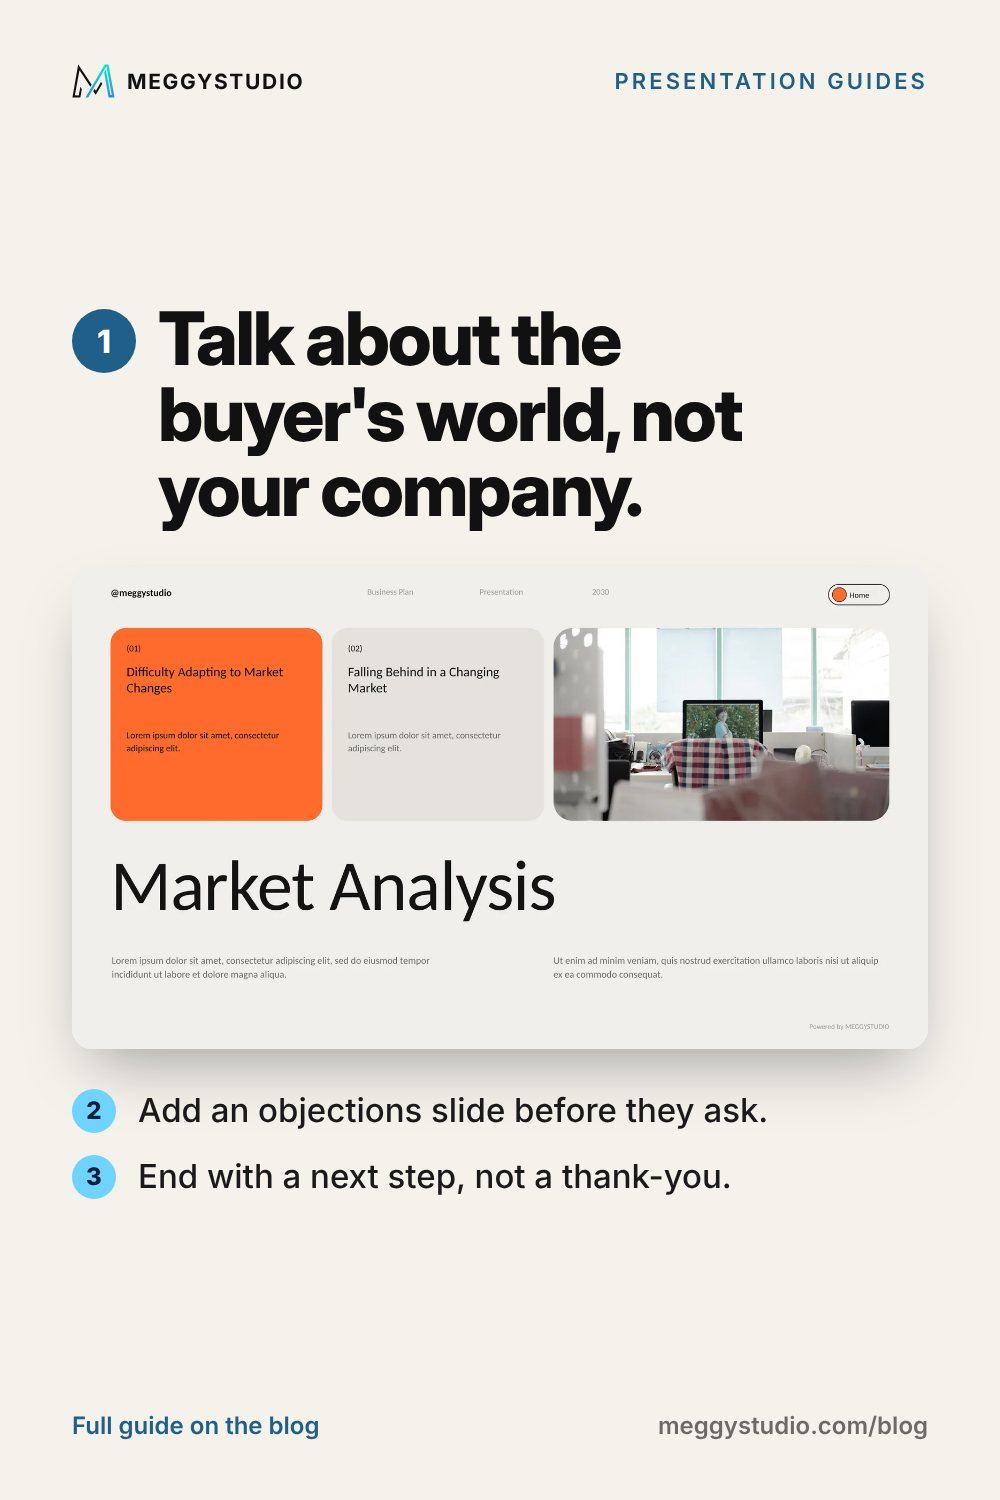 MEGGYSTUDIO
PRESENTATION GUIDES
1
Talk about the
buyer's world, not
your company.
@meggystudio
Business Plan
Presentation
2030
Home
(01)
Difficulty Adapting to Market
Changes
Lorem ipsum dolor sit amet, consectetur
adipiscing elit.
(02)
Falling Behind in a Changing
Market
Lorem ipsum dolor sit amet, consectetur
adipiscing elit.
Market Analysis
Lorem ipsum dolor sit amet, consectetur adipiscing elit, sed do eiusmod tempor
incididunt ut labore et dolore magna aliqua.
Ut enim ad minim veniam, quis nostrud exercitation ullamco laboris nisi ut aliquip
ex ea commodo consequat.
Powered by MEGGYSTUDIO
2 Add an objections slide before they ask.
3 End with a next step, not a thank-you.
Full guide on the blog
meggystudio.com/blog